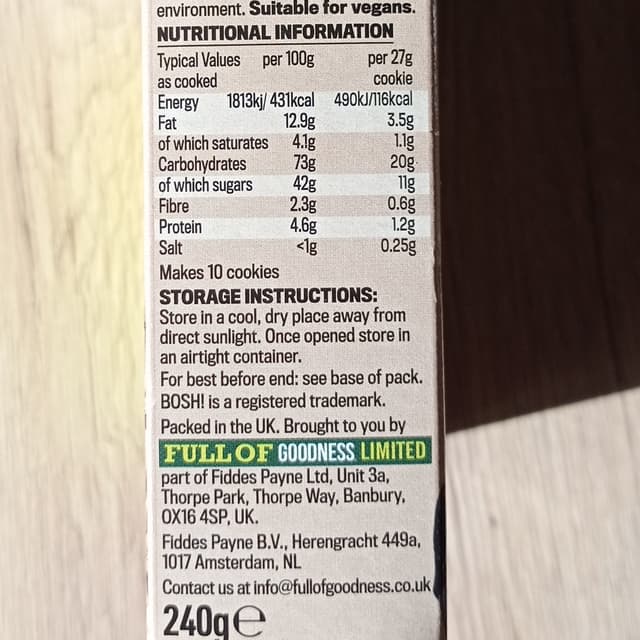 environment. Suitable for vegans.
NUTRITIONAL INFORMATION
Typical Values per 100g per 27g
as cooked cookie
Energy 1813kj/ 431kcal 490kJ/116kcal
Fat 12.9g 3.5g
of which saturates 4.1g 1.1g
Carbohydrates 73g 20g
of which sugars 42g 11g
Fibre 2.3g 0.6g
Protein 4.6g 1.2g
Salt <1g 0.25g
Makes 10 cookies
STORAGE INSTRUCTIONS:
Store in a cool, dry place away from
direct sunlight. Once opened store in
an airtight container.
For best before end: see base of pack.
BOSH! is a registered trademark.
Packed in the UK. Brought to you by
FULL OF GOODNESS LIMITED
part of Fiddes Payne Ltd, Unit 3a,
Thorpe Park, Thorpe Way, Banbury,
OX16 4SP, UK.
Fiddes Payne B.V., Herengracht 449a,
1017 Amsterdam, NL
Contact us at info@fullofgoodness.co.uk
240g℮